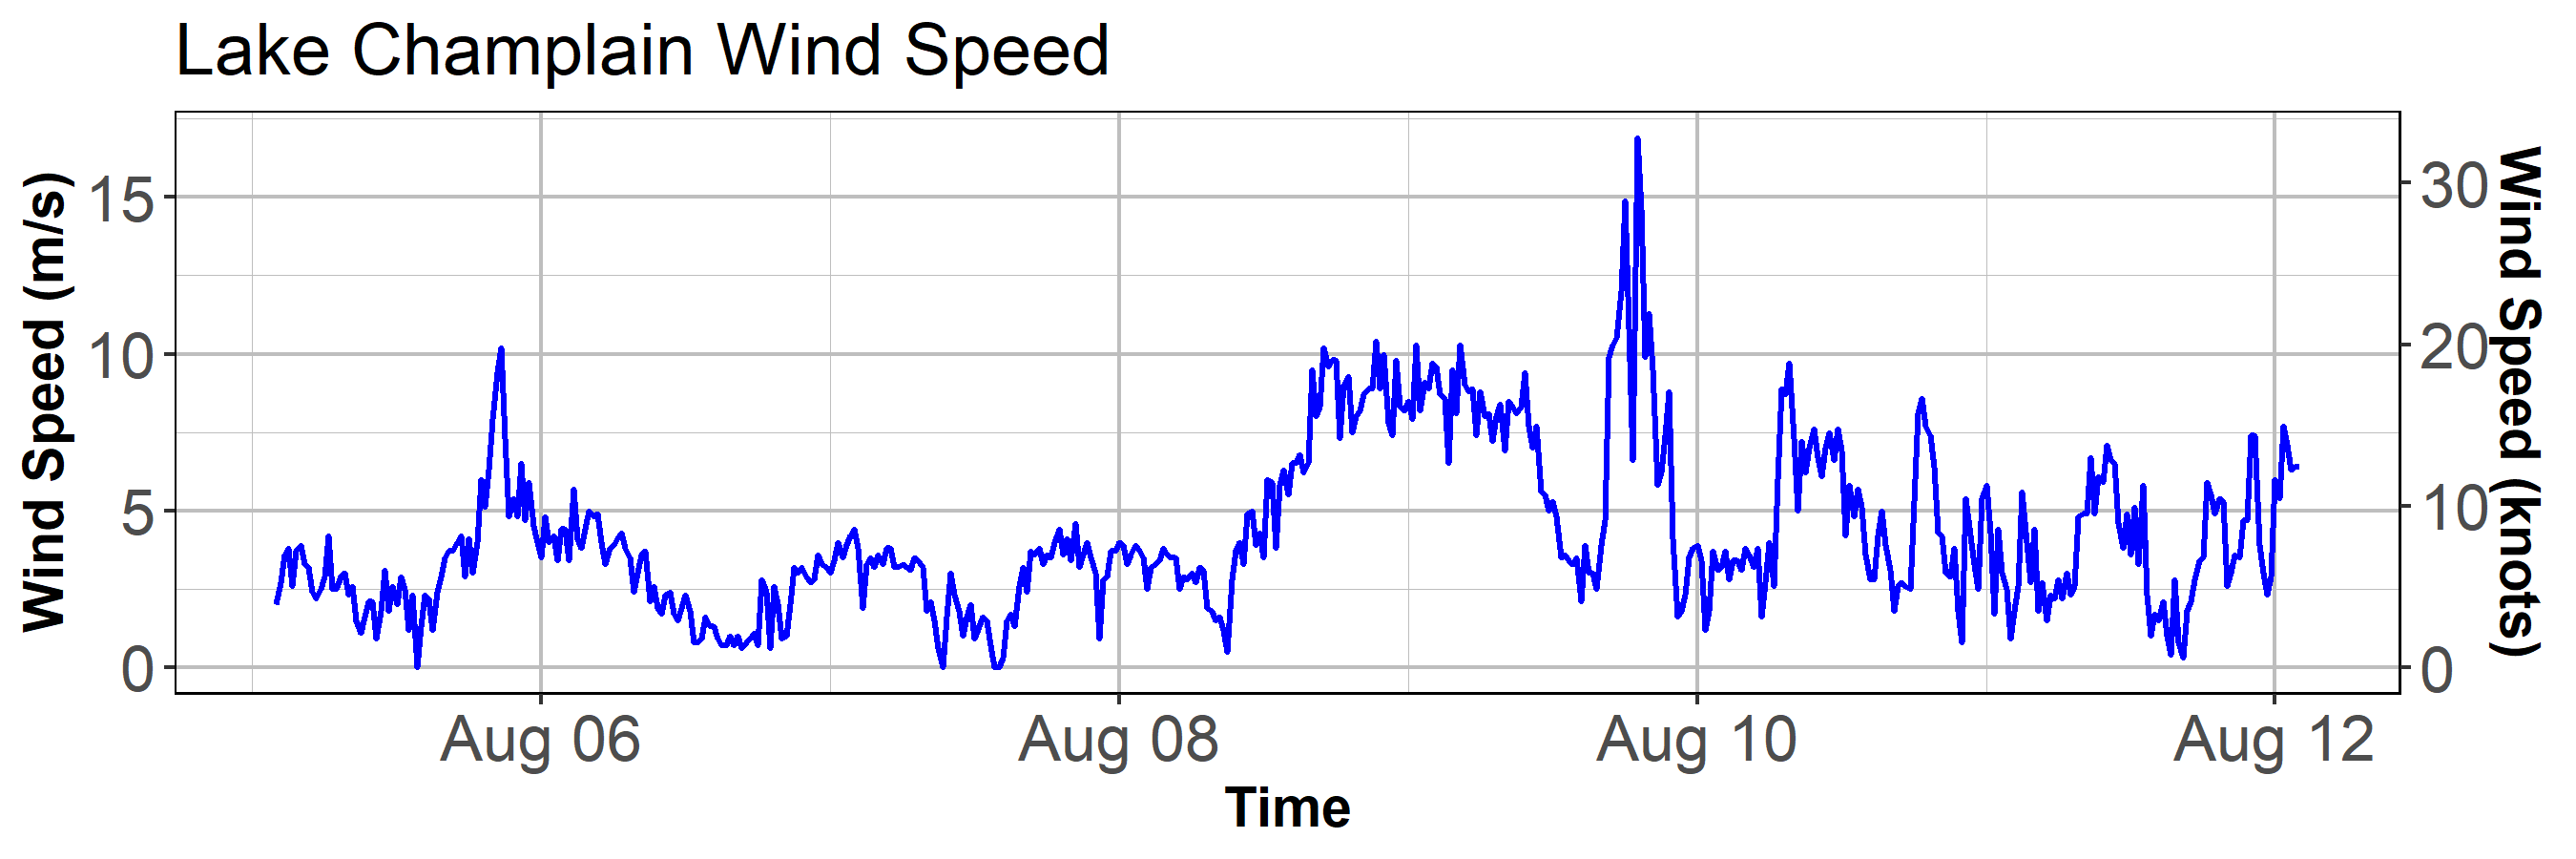 Lake Champlain Wind Speed
Wind Speed (m/s)
15
10
5
0
30
20
10
0
Wind Speed (knots)
Aug 06
Aug 08
Aug 10
Aug 12
Time